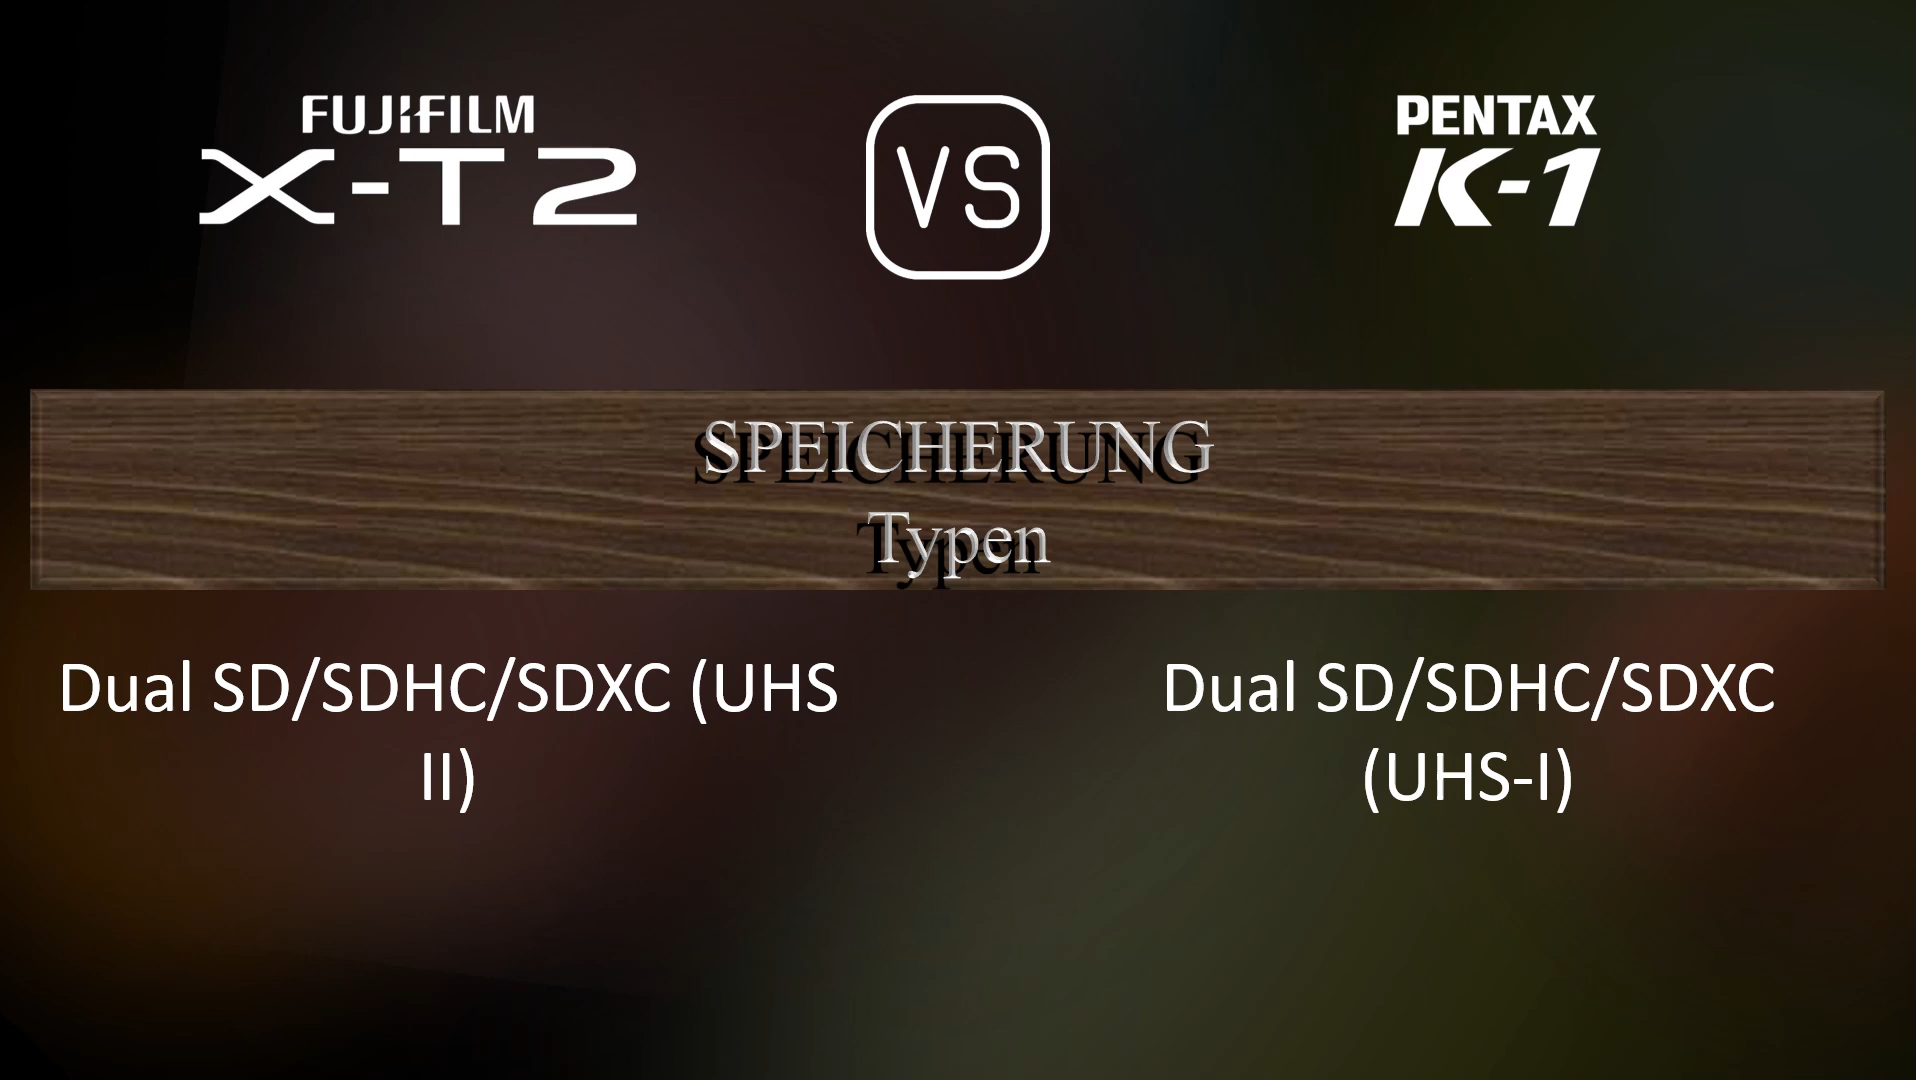 FUJIFILM
X-T2
VS
PENTAX
K-1
SPEICHERUNG
Typen
Dual SD/SDHC/SDXC (UHS
II)
Dual SD/SDHC/SDXC
(UHS-I)